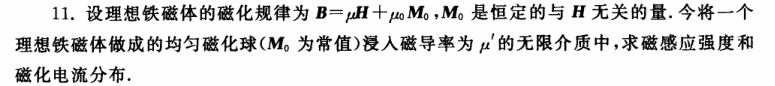 11. 设理想铁磁体的磁化规律为 B=μH+μ₀M₀,M₀ 是恒定的与 H 无关的量.今将一个
理想铁磁体做成的均匀磁化球(M₀ 为常值)浸入磁导率为 μ′的无限介质中,求磁感应强度和
磁化电流分布.